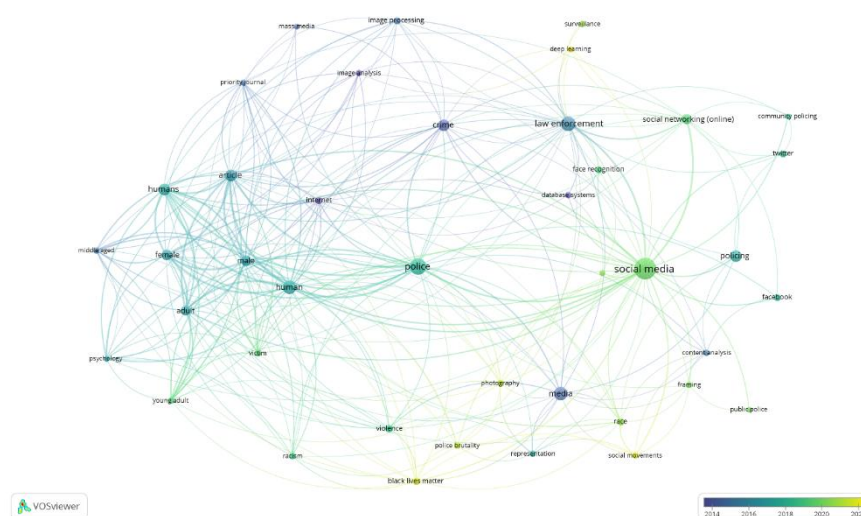 mass media
image processing
surveillance
deep learning
priority journal
image analysis
crime
law enforcement
social networking (online)
community policing
twitter
face recognition
article
humans
internet
database systems
middle aged
female
male
police
social media
policing
human
facebook
adult
psychology
victim
content analysis
photography
media
framing
young adult
public police
race
violence
police brutality
representation
social movements
racism
black lives matter
VOSviewer
2014 2016 2018 2020